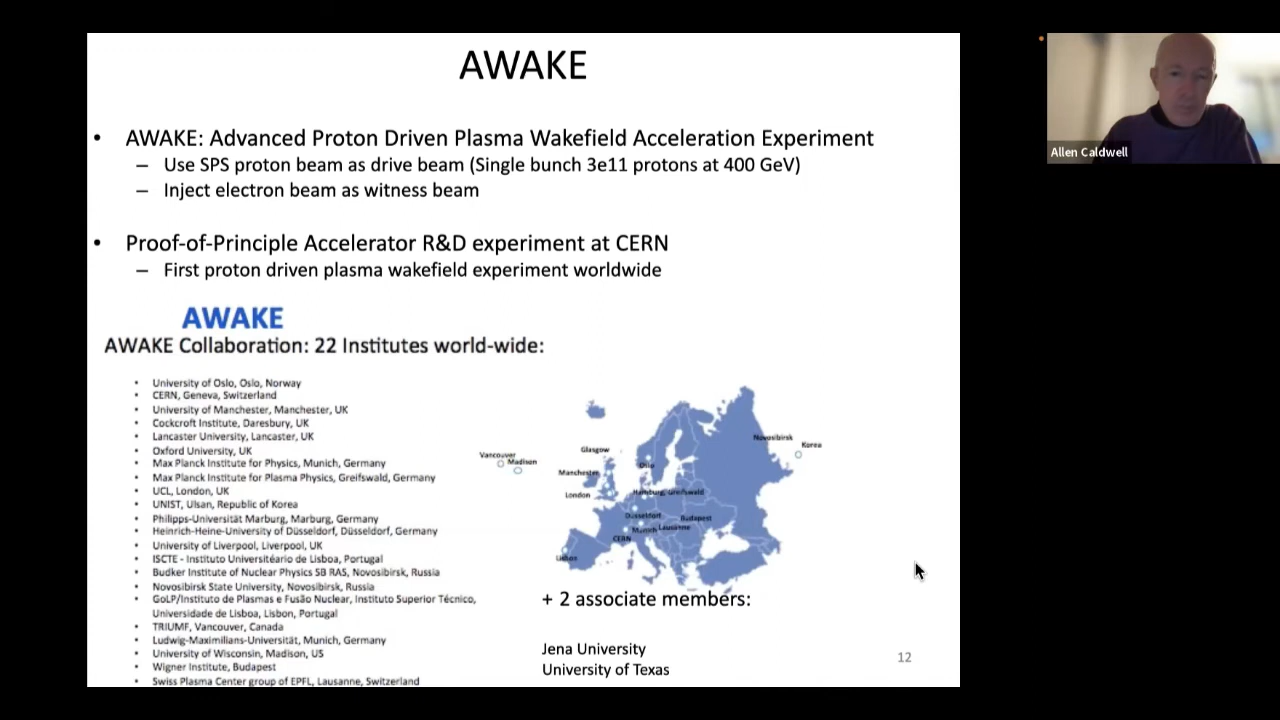 AWAKE
• AWAKE: Advanced Proton Driven Plasma Wakefield Acceleration Experiment
– Use SPS proton beam as drive beam (Single bunch 3e11 protons at 400 GeV)
– Inject electron beam as witness beam
• Proof-of-Principle Accelerator R&D experiment at CERN
– First proton driven plasma wakefield experiment worldwide
AWAKE
AWAKE Collaboration: 22 Institutes world-wide:
• University of Oslo, Oslo, Norway
• CERN, Geneva, Switzerland
• University of Manchester, Manchester, UK
• Cockcroft Institute, Daresbury, UK
• Lancaster University, Lancaster, UK
• Oxford University, UK
• Max Planck Institute for Physics, Munich, Germany
• Max Planck Institute for Plasma Physics, Greifswald, Germany
• UCL, London, UK
• UNIST, Ulsan, Republic of Korea
• Philipps-Universität Marburg, Marburg, Germany
• Heinrich-Heine-University of Düsseldorf, Düsseldorf, Germany
• University of Liverpool, Liverpool, UK
• ISCTE - Instituto Universitéario de Lisboa, Portugal
• Budker Institute of Nuclear Physics SB RAS, Novosibirsk, Russia
• Novosibirsk State University, Novosibirsk, Russia
• GoLP/Instituto de Plasmas e Fusão Nuclear, Instituto Superior Técnico,
Universidade de Lisboa, Lisbon, Portugal
• TRIUMF, Vancouver, Canada
• Ludwig-Maximilians-Universität, Munich, Germany
• University of Wisconsin, Madison, US
• Wigner Institute, Budapest
• Swiss Plasma Center group of EPFL, Lausanne, Switzerland
Vancouver
Madison
Glasgow
Manchester
London
Oslo
Hamburg, Greifswald
Düsseldorf
Budapest
Munich
Lausanne
CERN
Lisbon
Novosibirsk
Korea
+ 2 associate members:
Jena University
University of Texas
12
Allen Caldwell